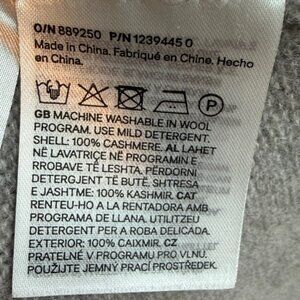 O/N 889250 P/N 1239445 0
Made in China. Fabriqué en Chine. Hecho
en China.
P
GB MACHINE WASHABLE IN WOOL
PROGRAM. USE MILD DETERGENT.
SHELL: 100% CASHMERE. AL LAHET
NË LAVATRIÇE NË PROGRAMIN E
RROBAVE TË LESHTA. PËRDORNI
DETERGJENT TË BUTË, SHTRESA
E JASHTME: 100% KASHMIR. CAT
RENTEU-HO A LA RENTADORA AMB
PROGRAMA DE LLANA. UTILITZEU
DETERGENT PER A ROBA DELICADA.
EXTERIOR: 100% CAIXMIR. CZ
PRATELNÉ V PROGRAMU PRO VLNU.
POUŽIJTE JEMNÝ PRACÍ PROSTŘEDEK.